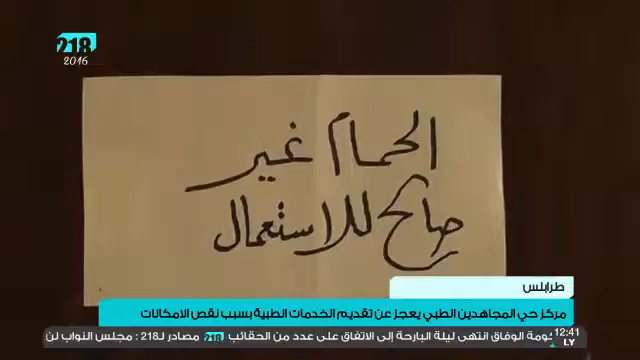 218
2016
الحمام غير
صالح للاستعمال
طرابلس
مركز حي المجاهدين الطبي يعجز عن تقديم الخدمات الطبية بسبب نقص الامكانات
12:41
LY
ـومة الوفاق انتهى ليلة البارحة إلى الاتفاق على عدد من الحقائب 218 مصادر لـ218: مجلس النواب لن